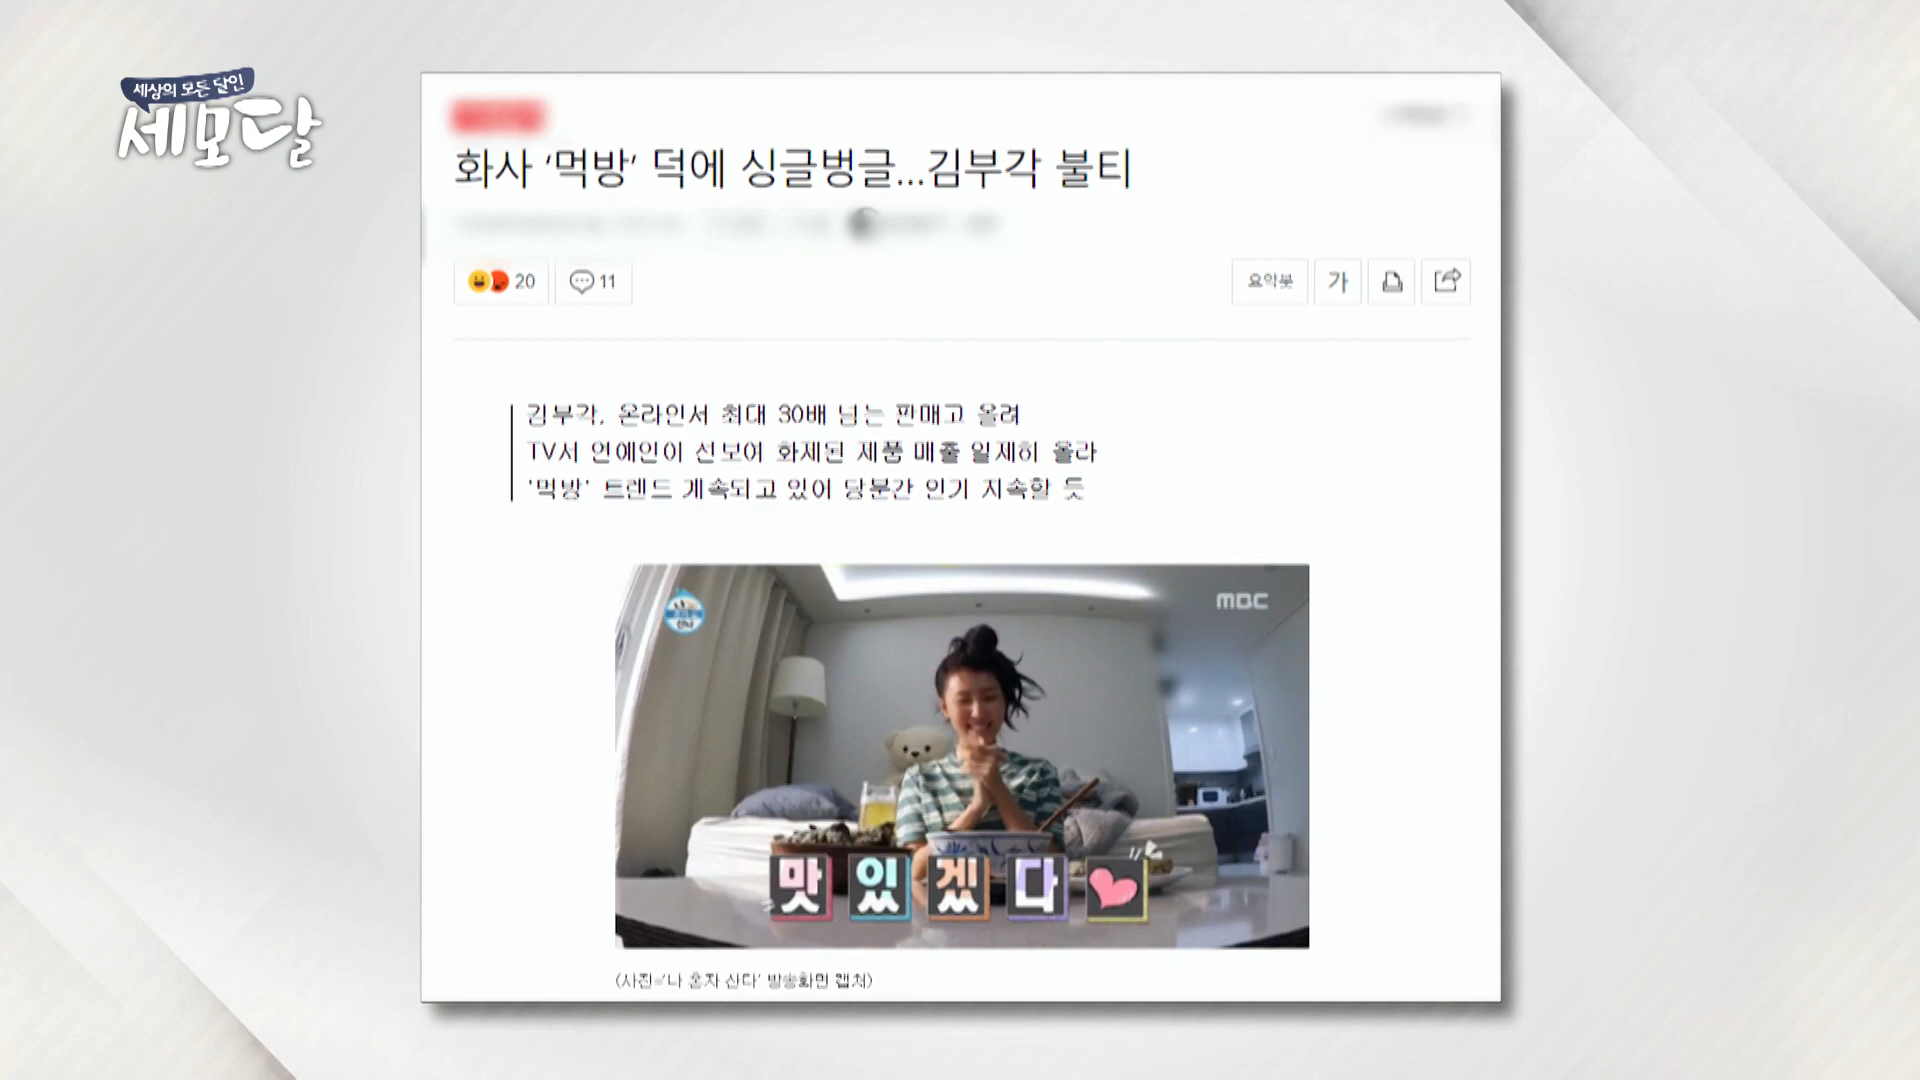 세상의 모든 달인
세모달
화사 '먹방' 덕에 싱글벙글...김부각 불티
20
11
요약봇
가
김부각, 온라인서 최대 30배 넘는 판매고 올려
TV서 연예인이 선보여 화제된 제품 매출 일제히 올라
'먹방' 트렌드 계속되고 있어 당분간 인기 지속할 듯
MBC
맛있겠다
(사진='나 혼자 산다' 방송화면 캡처)